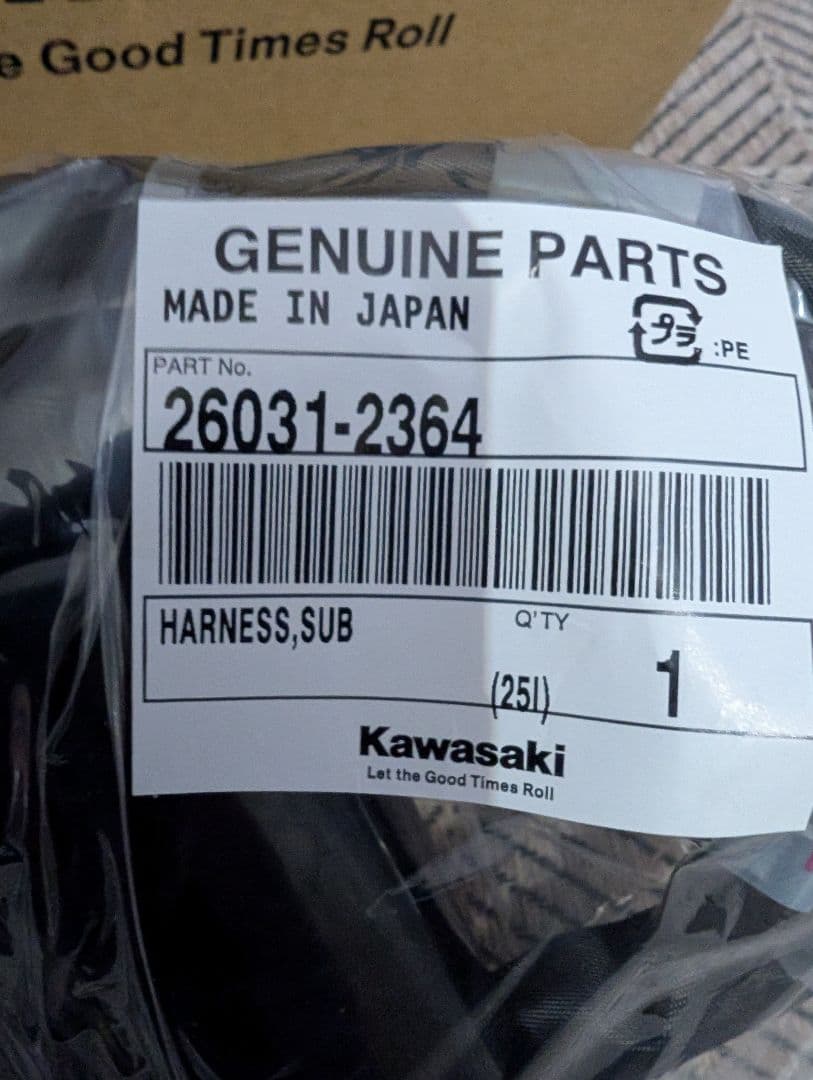 e Good Times Roll
GENUINE PARTS
MADE IN JAPAN
プラ :PE
PART No.
26031-2364
HARNESS,SUB
Q'TY
(25I)
1
Kawasaki
Let the Good Times Roll